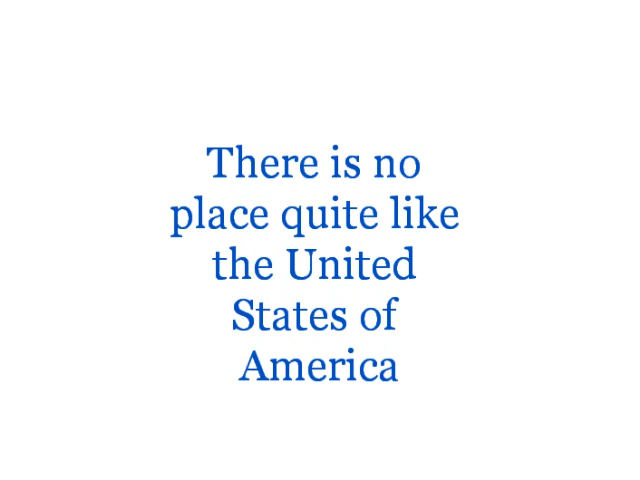 There is no
place quite like
the United
States of
America